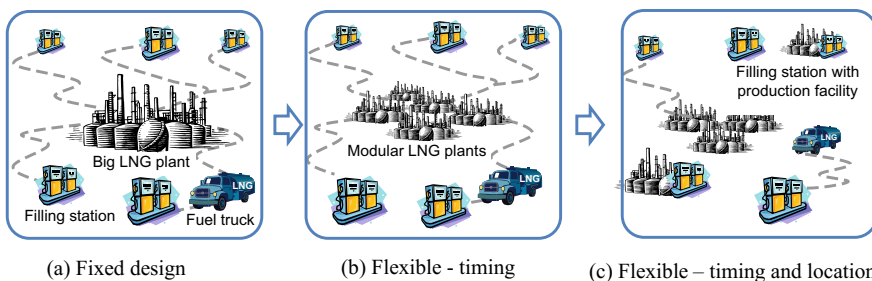 Big LNG plant
Filling station
LNG
Fuel truck
(a) Fixed design
Modular LNG plants
LNG
(b) Flexible - timing
Filling station with
production facility
LNG
(c) Flexible – timing and location